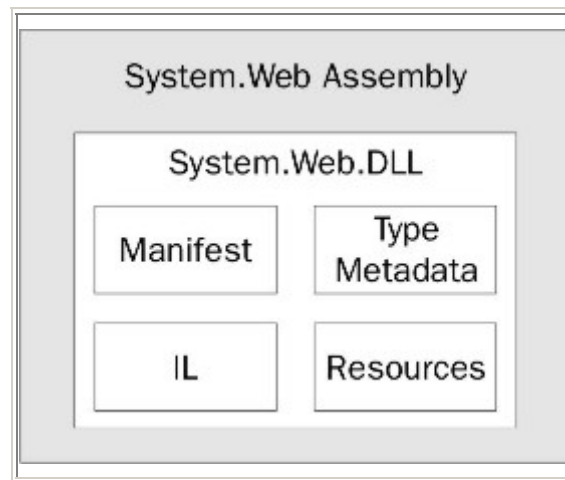 System.Web Assembly
System.Web.DLL
Manifest
Type
Metadata
IL
Resources